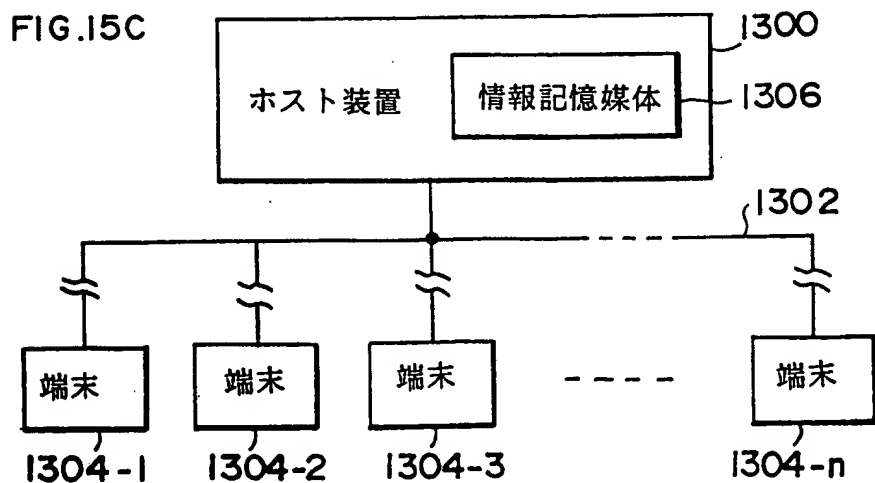 FIG.15C
1300
ホスト装置
情報記憶媒体
1306
1302
端末
端末
端末
端末
1304-1
1304-2
1304-3
1304-n